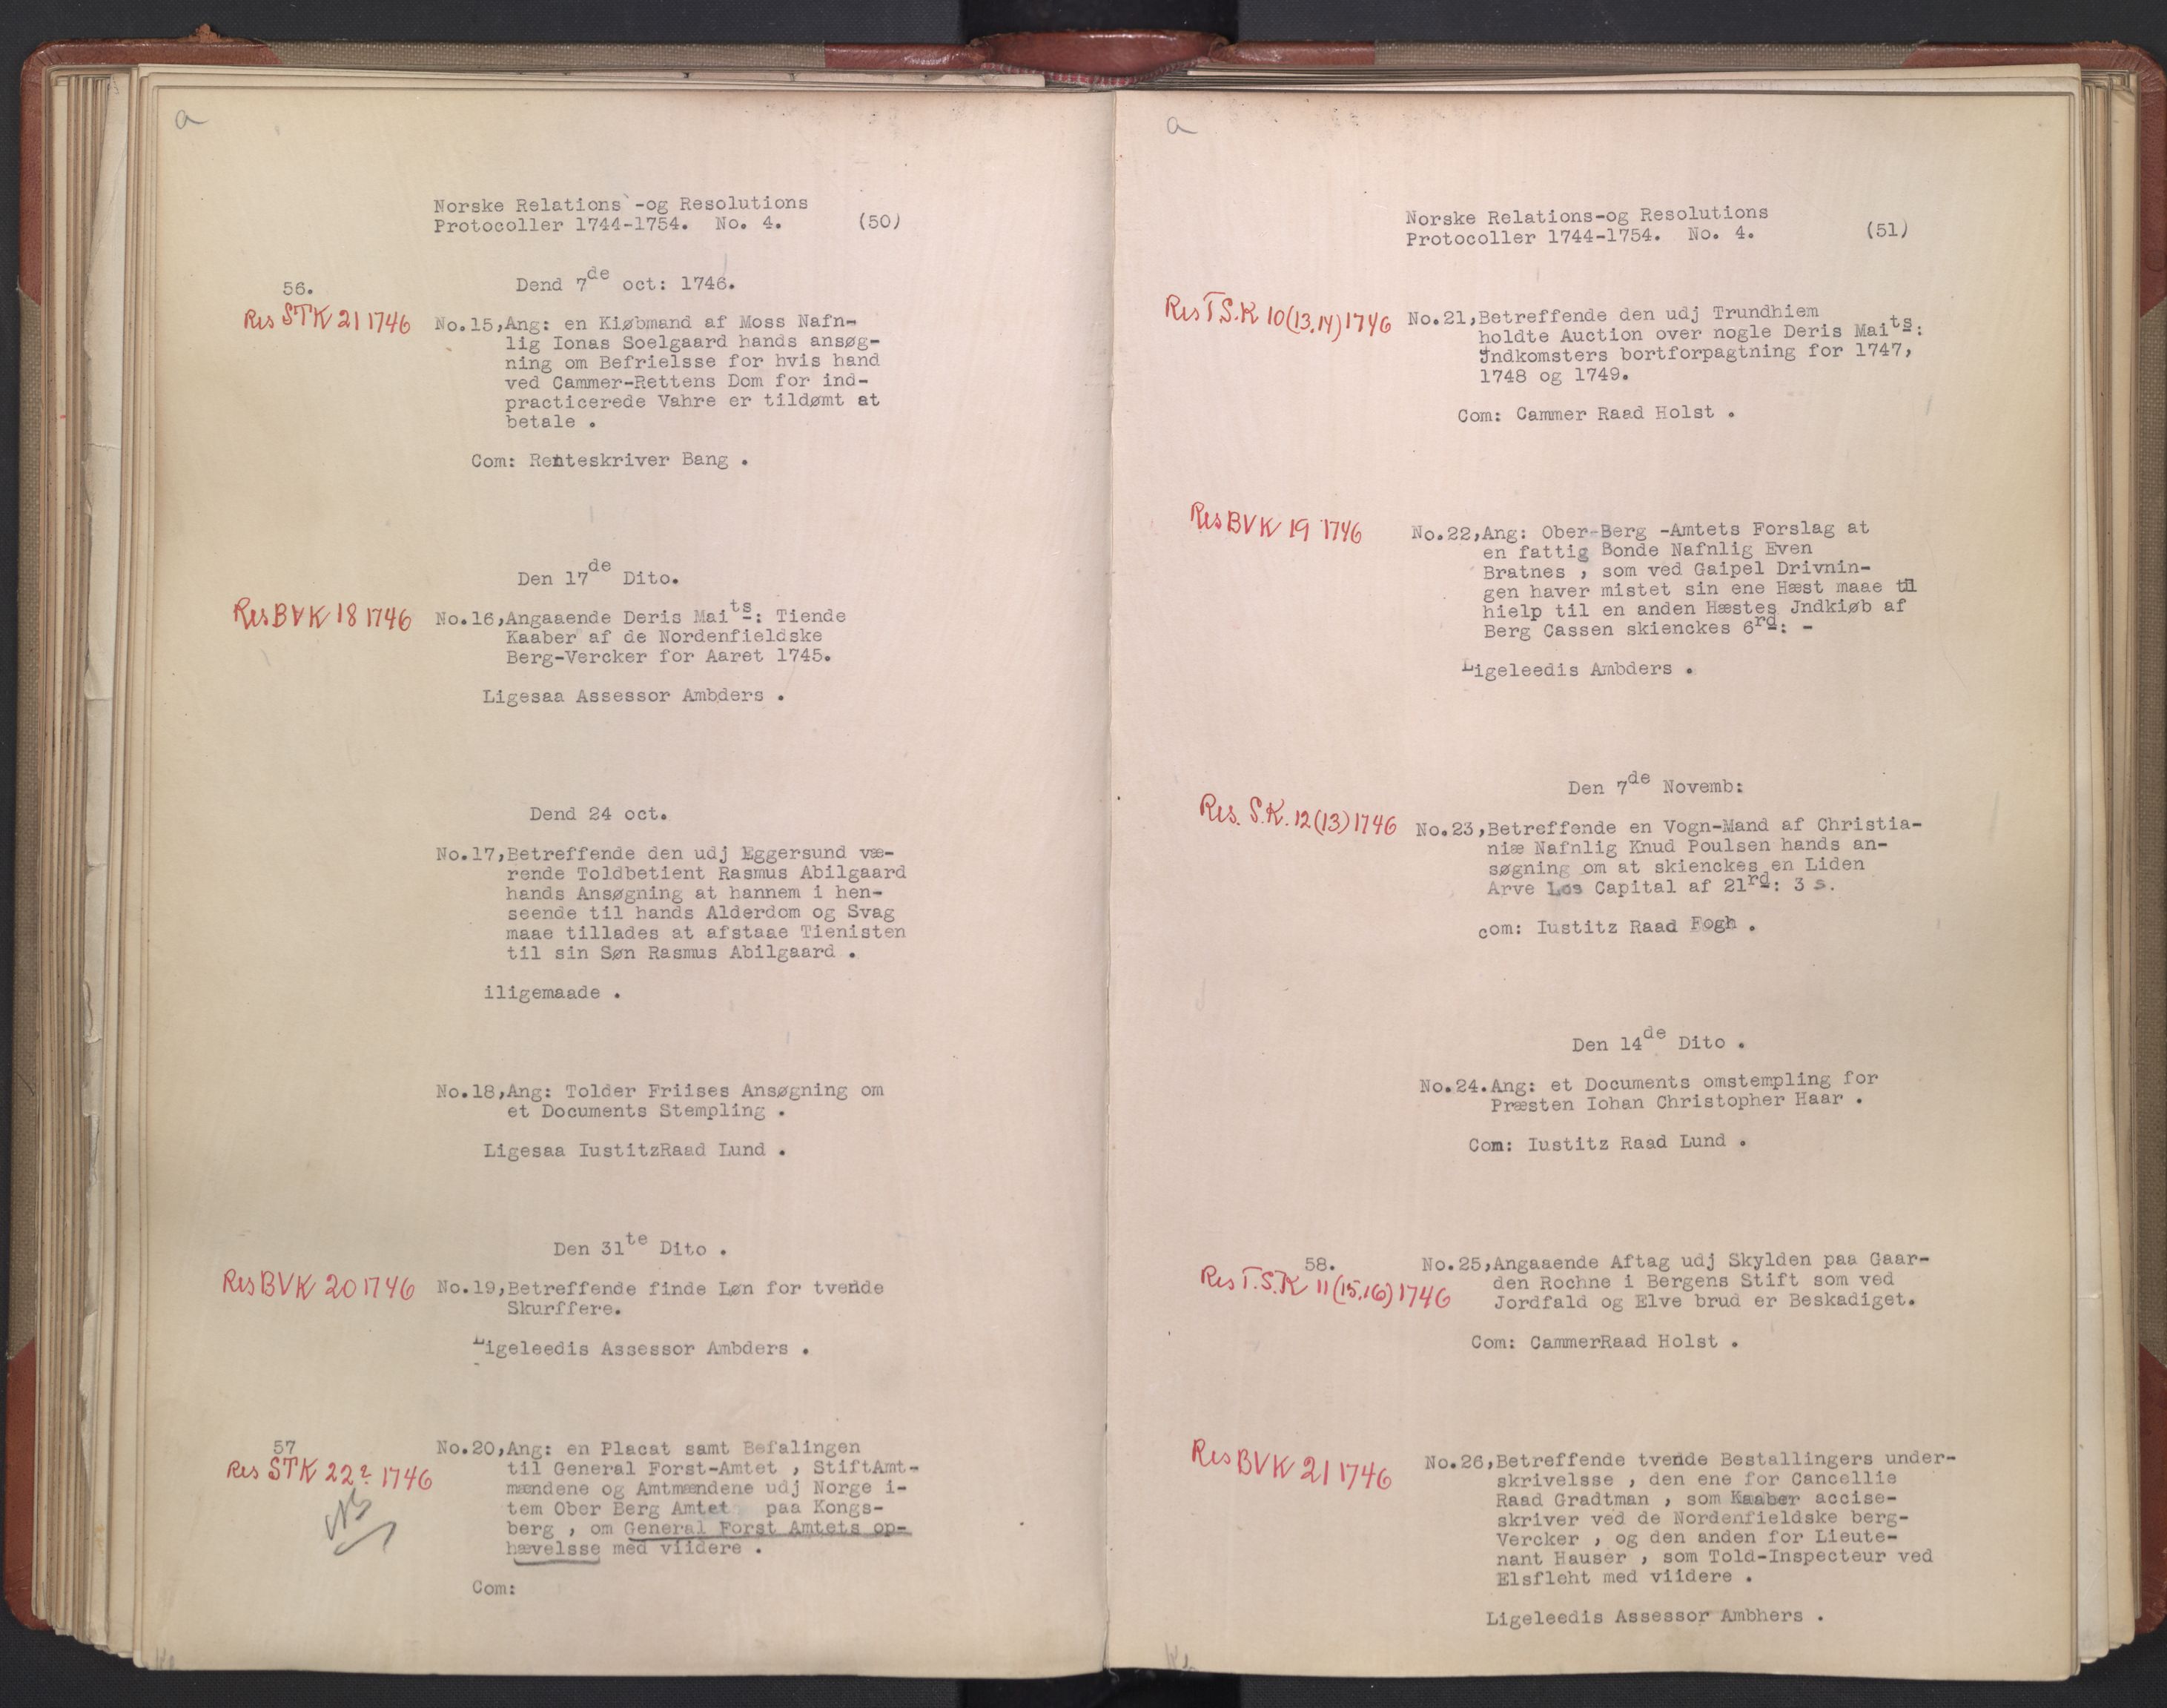 a
Norske Relations -og Resolutions
Protocoller 1744-1754. No. 4. (50)
56. Dend 7de oct: 1746.
Res STK 21 1746 No.15,Ang: en Kiøbmand af Moss Nafn-
lig Ionas Soelgaard hands ansøg-
ning om Befrielsse for hvis hand
ved Cammer-Rettens Dom for ind-
practicerede Vahre er tildømt at
betale .
Com: Renteskriver Bang .
Den 17de Dito.
Res BVK 18 1746 No.16,Angaaende Deris Maits: Tiende
Kaaber af de Nordenfieldske
Berg-Vercker for Aaret 1745.
Ligesaa Assessor Ambders .
Dend 24 oct.
No.17,Betreffende den udj Eggersund væ-
rende Toldbetient Rasmus Abilgaard
hands Ansøgning at hannem i hen-
seende til hands Alderdom og Svag
maae tillades at afstaae Tienisten
til sin Søn Rasmus Abilgaard .
iligemaade .
No.18,Ang: Tolder Friises Ansøgning om
et Documents Stempling .
Ligesaa IustitzRaad Lund .
Den 31te Dito .
Res BVK 20 1746 No.19,Betreffende finde Løn for tvende
Skurffere.
Ligeleedis Assessor Ambders .
57 No.20,Ang: en Placat samt Befalingen
Res STK 22? 1746 til General Forst-Amtet , StiftAmt-
mændene og Amtmændene udj Norge i-
NB tem Ober Berg Amtet paa Kongs-
berg , om General Forst Amtets op-
hævelsse med viidere .
Com:
a
Norske Relations-og Resolutions
Protocoller 1744-1754. No. 4. (51)
Res T.S.K 10(13,14)1746 No.21,Betreffende den udj Trundhiem
holdte Auction over nogle Deris Maits:
Jndkomsters bortforpagtning for 1747,
1748 og 1749.
Com: Cammer Raad Holst .
Res BVK 19 1746 No.22,Ang: Ober-Berg -Amtets Forslag at
en fattig Bonde Nafnlig Even
Bratnes , som ved Gaipel Drivnin-
gen haver mistet sin ene Hæst maae til
hielp til en anden Hæstes Jndkiøb af
Berg Cassen skienckes 6rd: -
Ligeleedis Ambders .
Den 7de Novemb:
Res. S.K. 12(13)1746 No.23,Betreffende en Vogn-Mand af Christia-
niæ Nafnlig Knud Poulsen hands an-
søgning om at skienckes en Liden
Arve Los Capital af 21rd: 3 s.
com: Iustitz Raad Fogh .
Den 14de Dito .
No.24.Ang: et Documents omstempling for
Præsten Iohan Christopher Haar .
Com: Iustitz Raad Lund .
58. No.25,Angaaende Aftag udj Skylden paa Gaar-
Res T.S.K 11(15,16)1746 den Rochne i Bergens Stift som ved
Jordfald og Elve brud er Beskadiget.
Com: CammerRaad Holst .
Res BVK 21 1746 No.26,Betreffende tvende Bestallingers under-
skrivelsse , den ene for Cancellie
Raad Gradtman , som Kaaber accise-
skriver ved de Nordenfieldske berg-
Vercker , og den anden for Lieute-
nant Hauser , som Told-Inspecteur ved
Elsfleht med viidere .
Ligeleedis Assessor Ambhers .